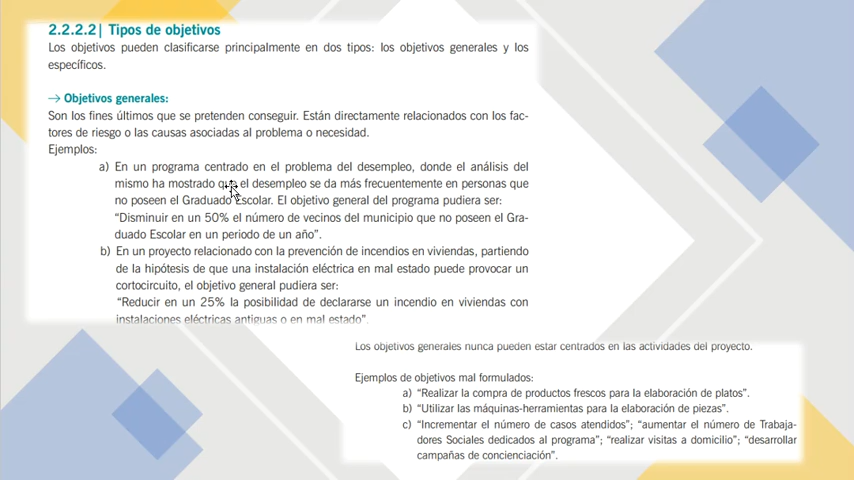 2.2.2.2| Tipos de objetivos
Los objetivos pueden clasificarse principalmente en dos tipos: los objetivos generales y los
específicos.
→ Objetivos generales:
Son los fines últimos que se pretenden conseguir. Están directamente relacionados con los fac-
tores de riesgo o las causas asociadas al problema o necesidad.
Ejemplos:
a) En un programa centrado en el problema del desempleo, donde el análisis del
mismo ha mostrado que el desempleo se da más frecuentemente en personas que
no poseen el Graduado Escolar. El objetivo general del programa pudiera ser:
“Disminuir en un 50% el número de vecinos del municipio que no poseen el Gra-
duado Escolar en un periodo de un año”.
b) En un proyecto relacionado con la prevención de incendios en viviendas, partiendo
de la hipótesis de que una instalación eléctrica en mal estado puede provocar un
cortocircuito, el objetivo general pudiera ser:
“Reducir en un 25% la posibilidad de declararse un incendio en viviendas con
instalaciones eléctricas antiguas o en mal estado”.
Los objetivos generales nunca pueden estar centrados en las actividades del proyecto.
Ejemplos de objetivos mal formulados:
a) “Realizar la compra de productos frescos para la elaboración de platos”.
b) “Utilizar las máquinas-herramientas para la elaboración de piezas”.
c) “Incrementar el número de casos atendidos”; “aumentar el número de Trabaja-
dores Sociales dedicados al programa”; “realizar visitas a domicilio”; “desarrollar
campañas de concienciación”.